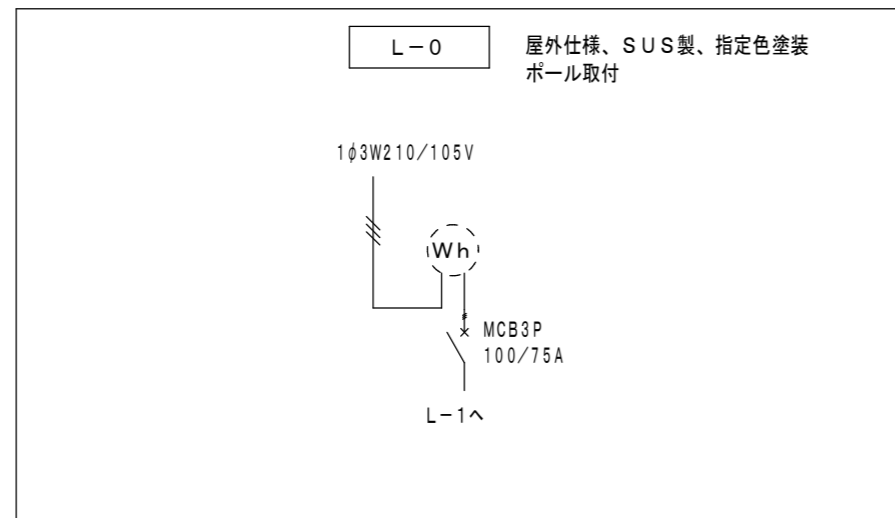 L－0
屋外仕様、ＳＵＳ製、指定色塗装
ポール取付
1φ3W210/105V
Wh
MCB3P
100/75A
L－1へ